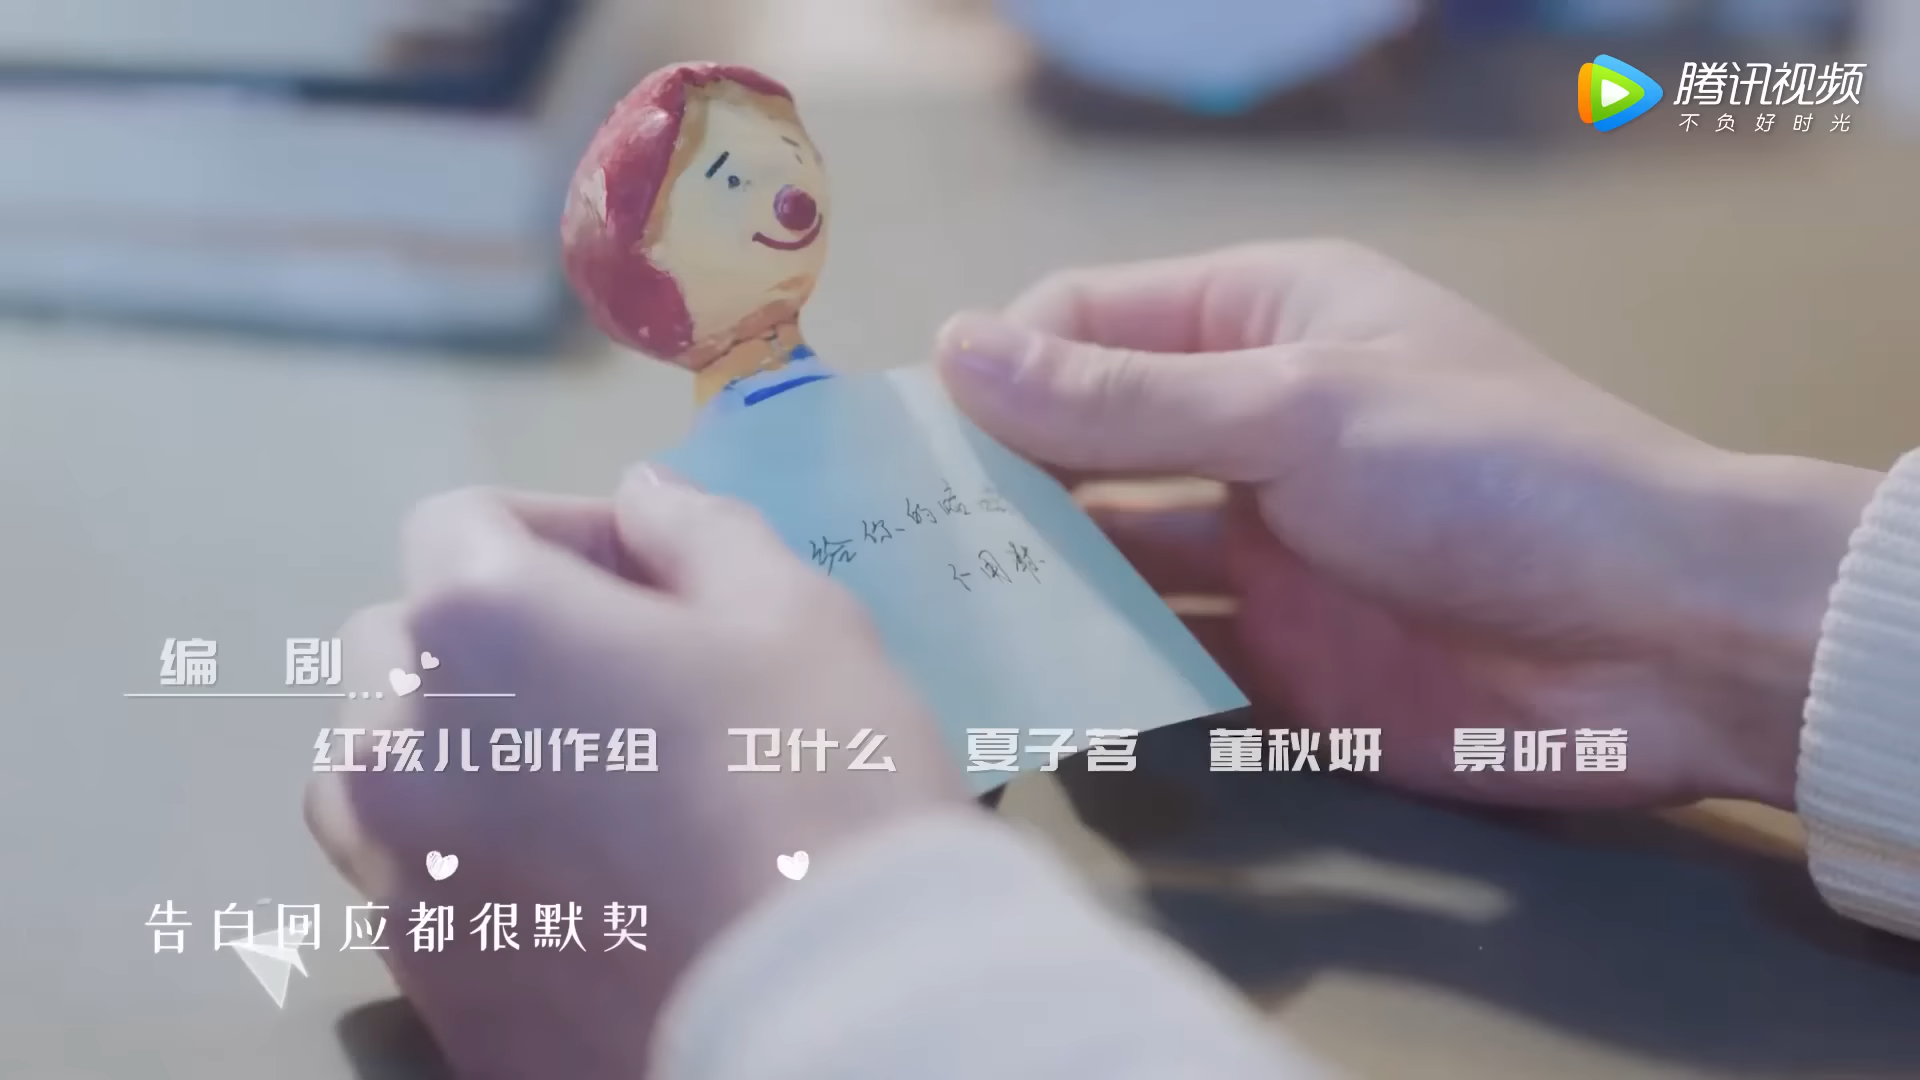 腾讯视频
不负好时光
给你的
编 剧
红孩儿创作组 卫什么 夏子茗 董秋妍 景昕蕾
告白回应都很默契